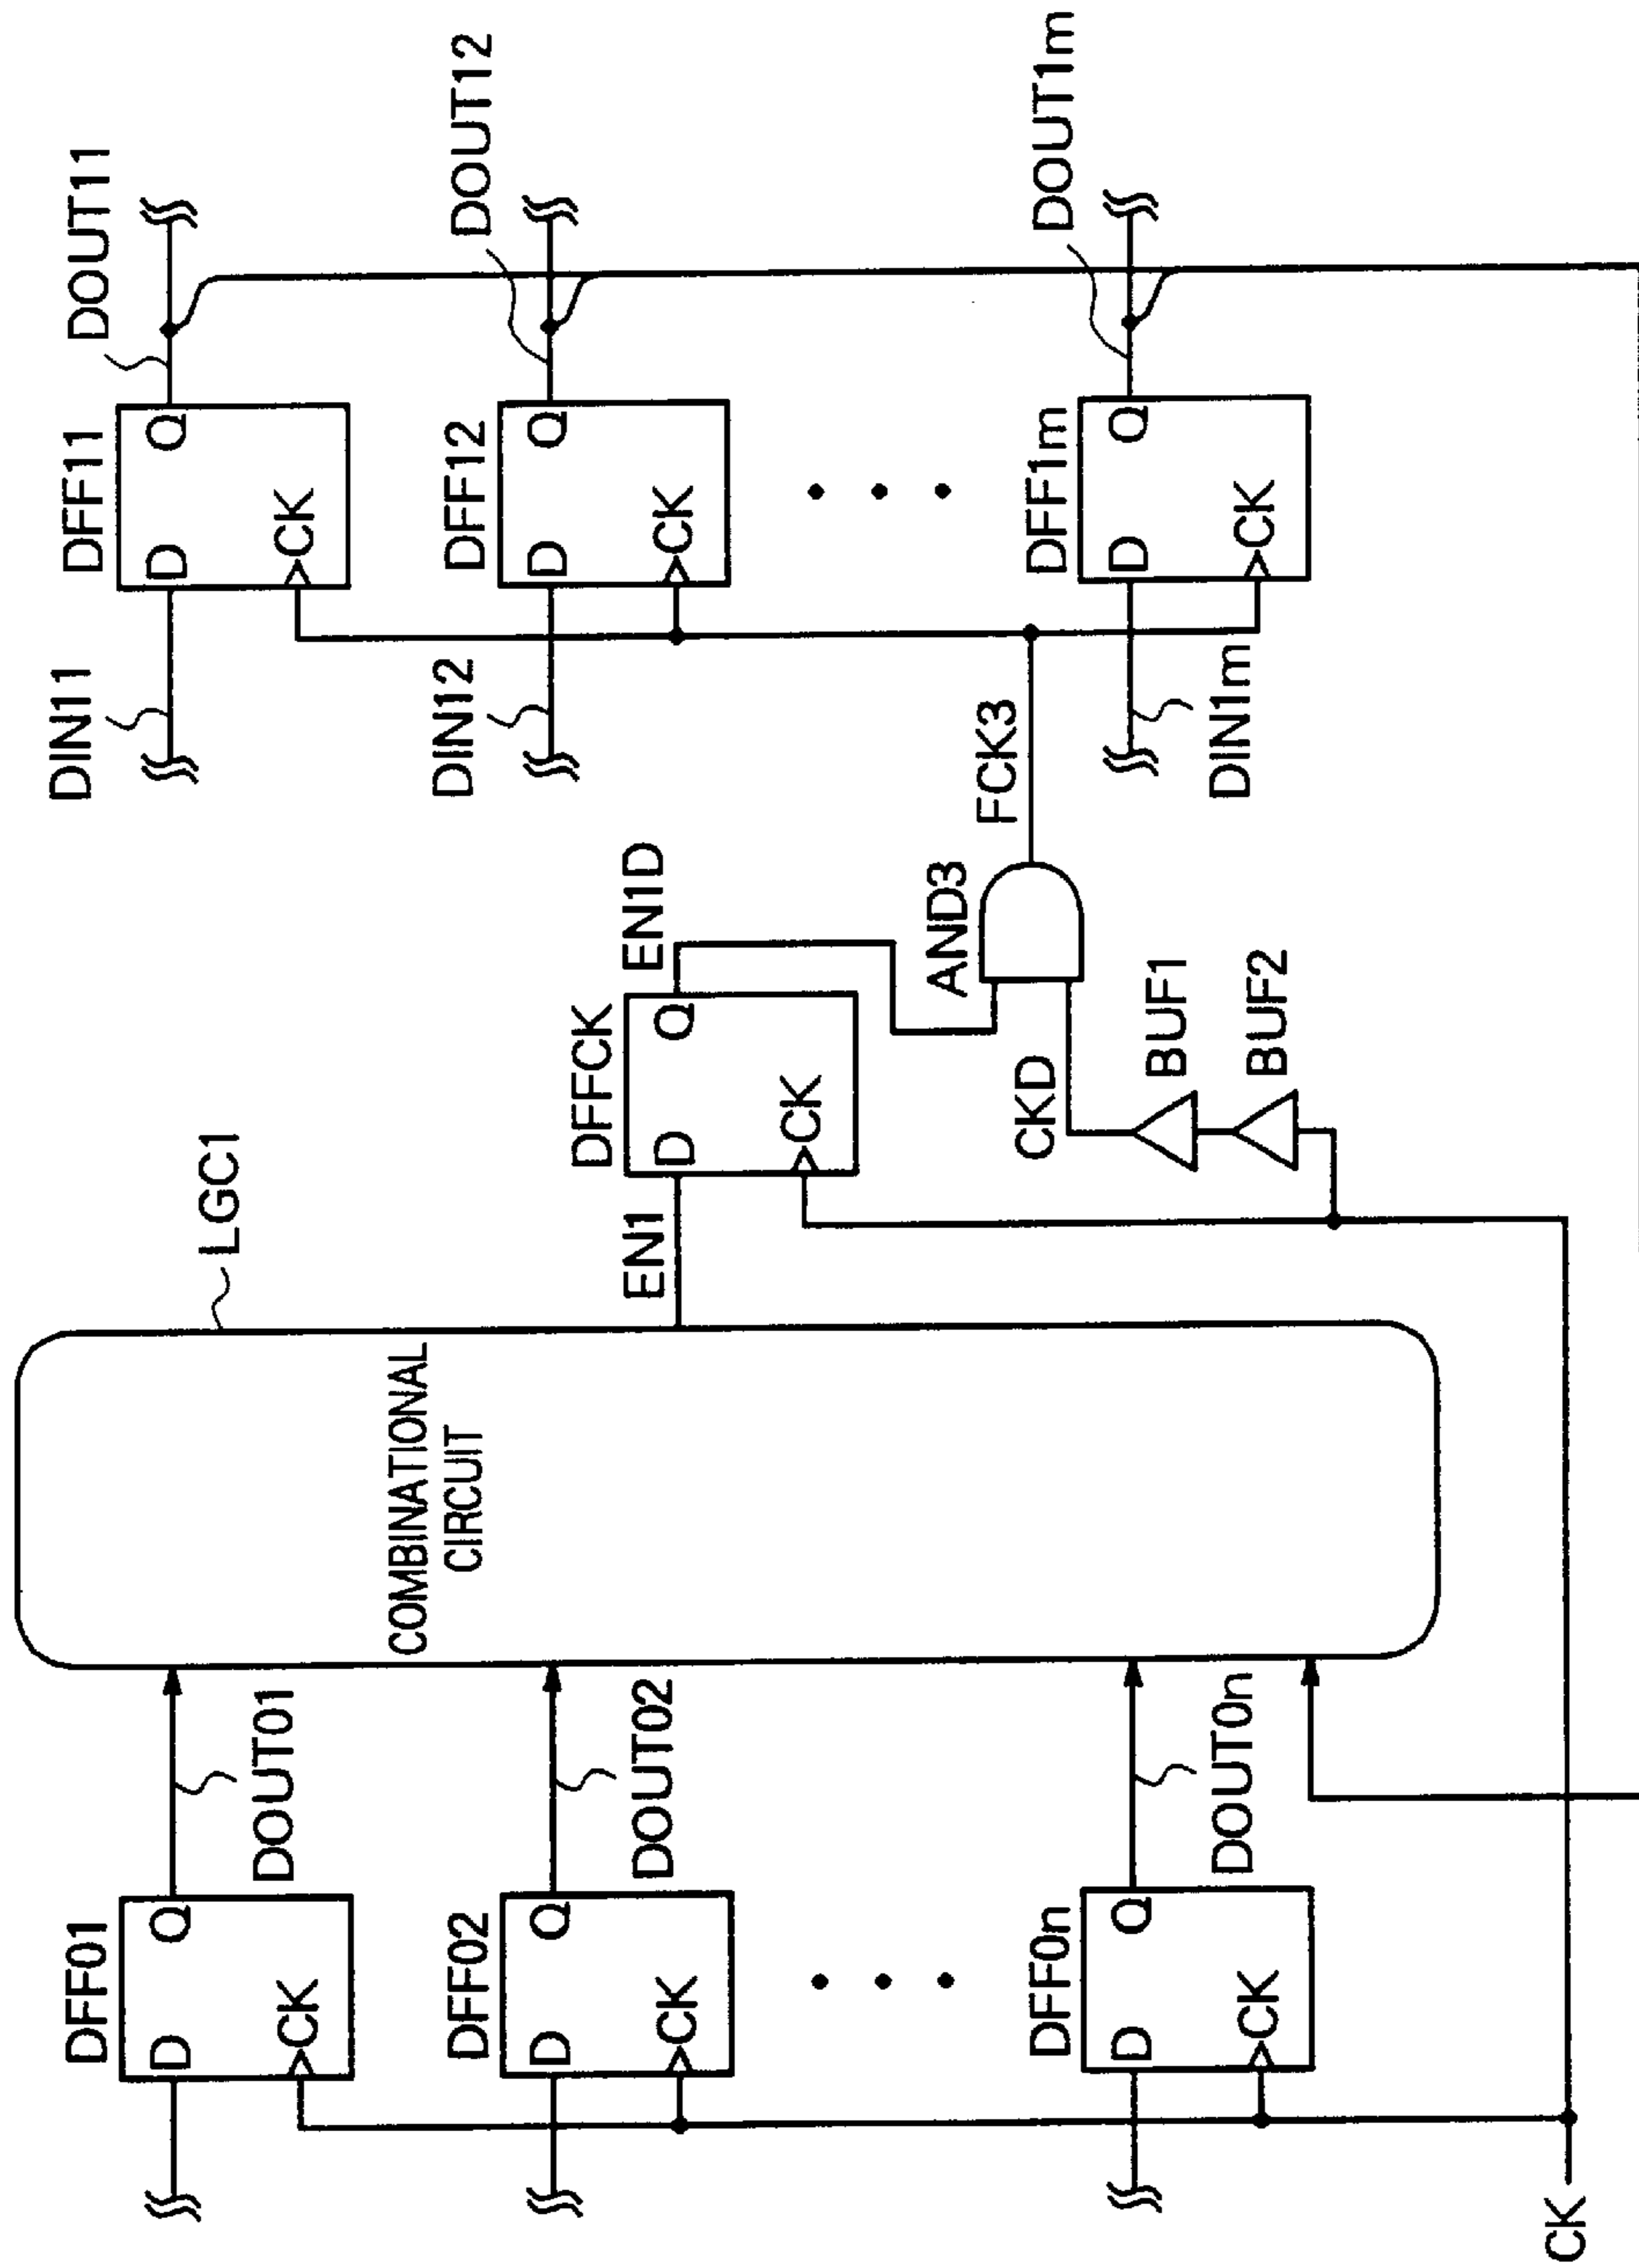 DFF01
D
Q
CK
DOUT01
DFF02
D
Q
CK
DOUT02
DFF0n
D
Q
CK
DOUT0n
CK
LGC1
COMBINATIONAL
CIRCUIT
EN1
DFFCK
D
Q
CK
EN1D
CKD
BUF1
BUF2
AND3
FCK3
DIN11
DFF11
D
Q
CK
DOUT11
DIN12
DFF12
D
Q
CK
DOUT12
DIN1m
DFF1m
D
Q
CK
DOUT1m